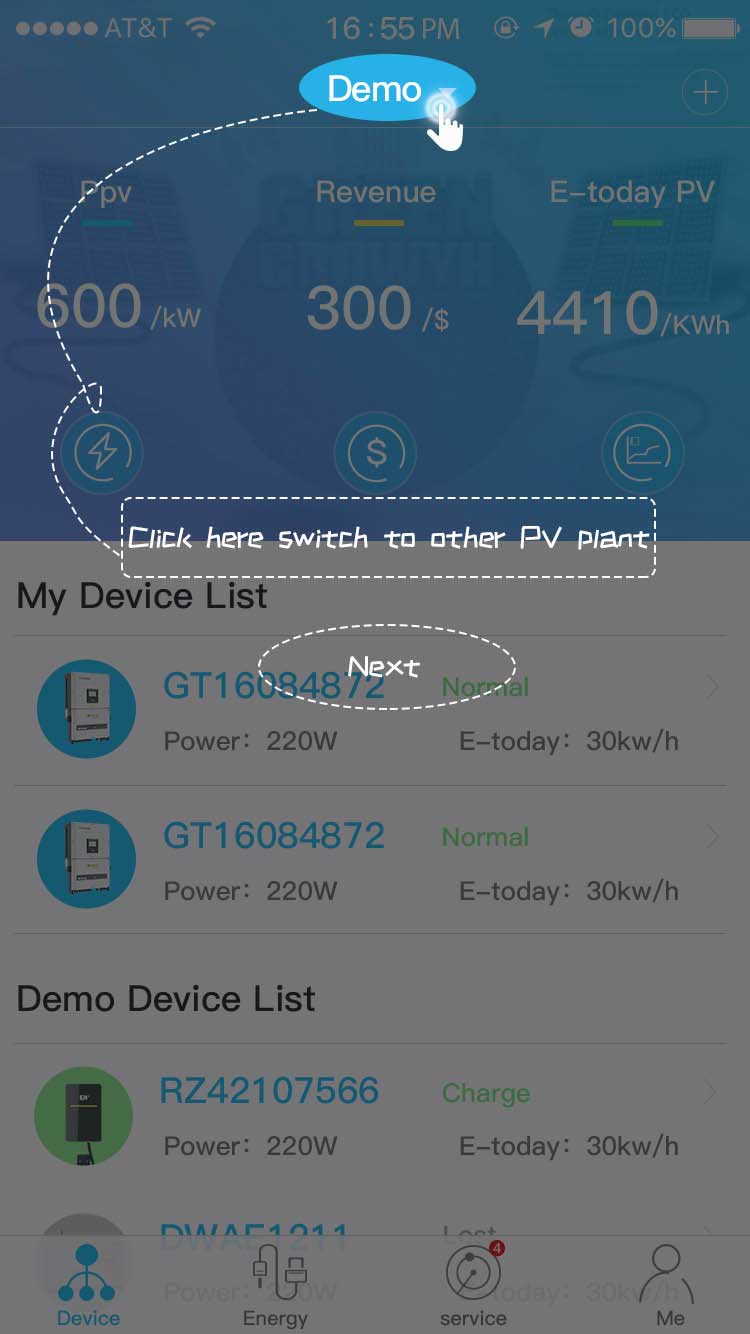 AT&T 16:55PM 100%
Demo
Ppv Revenue E-today PV
600 /kW 300 /$ 4410/KWh
Click here switch to other PV plant
My Device List
Next
GT16084872 Normal
Power: 220W E-today: 30kw/h
GT16084872 Normal
Power: 220W E-today: 30kw/h
Demo Device List
RZ42107566 Charge
Power: 220W E-today: 30kw/h
DWAE1211 Lost
Power: 220W E-today: 30kw/h
4
Device Energy service Me